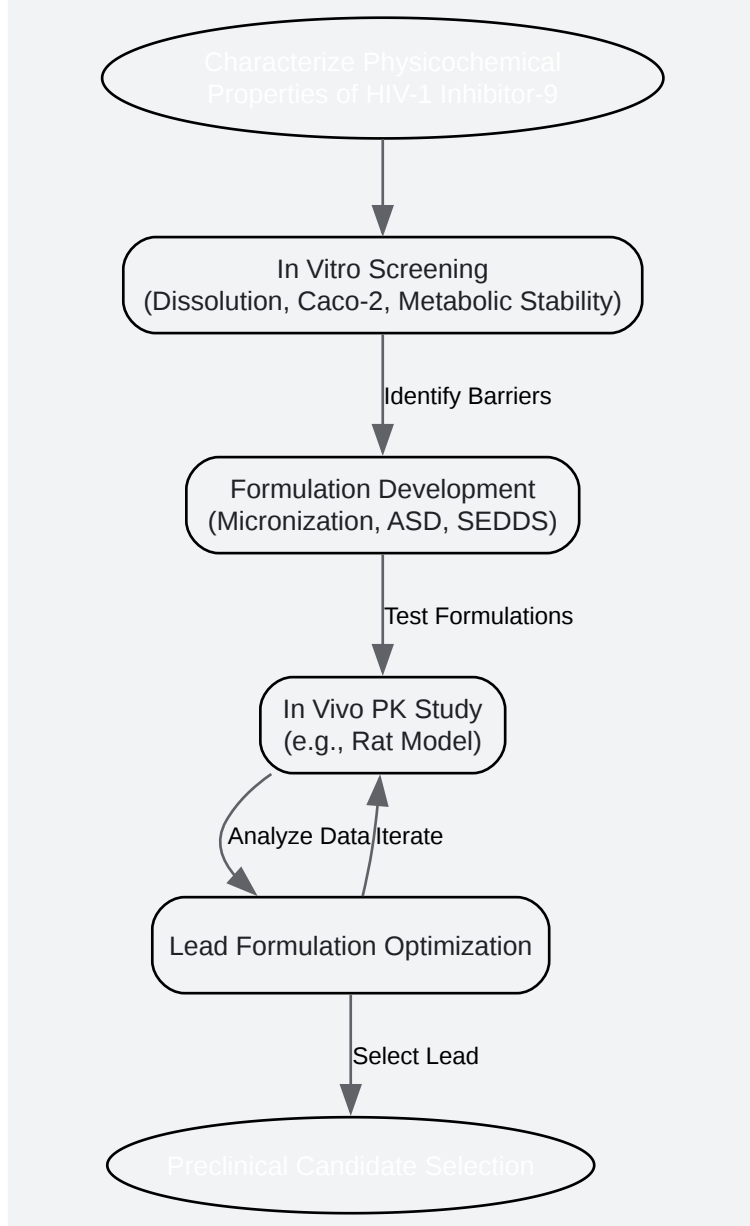 Characterize Physicochemical
Properties of HIV-1 Inhibitor-9
In Vitro Screening
(Dissolution, Caco-2, Metabolic Stability)
Identify Barriers
Formulation Development
(Micronization, ASD, SEDDS)
Test Formulations
In Vivo PK Study
(e.g., Rat Model)
Analyze Data
Iterate
Lead Formulation Optimization
Select Lead
Preclinical Candidate Selection